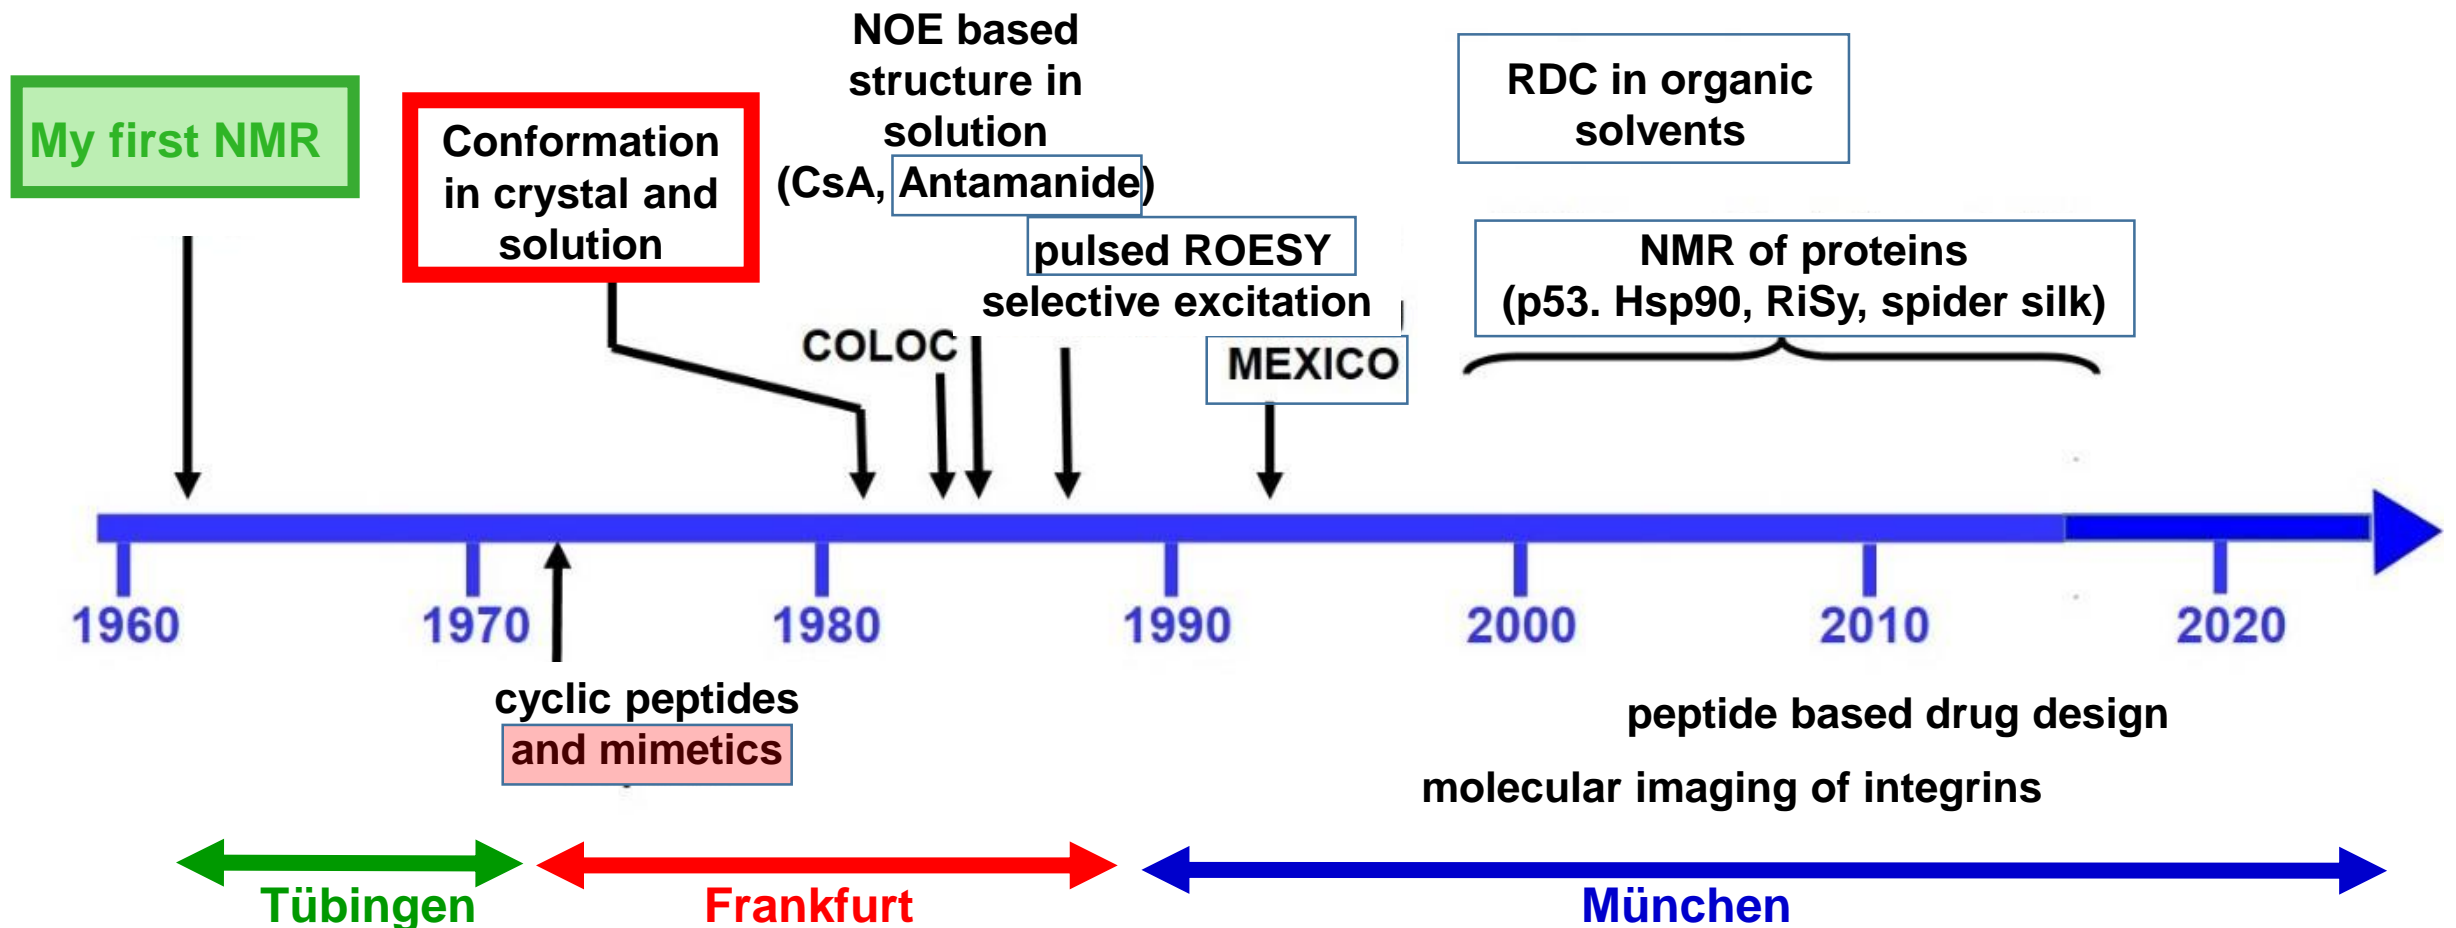 My first NMR
Conformation
in crystal and
solution
NOE based
structure in
solution
(CsA, Antamanide)
pulsed ROESY
selective excitation
COLOC
MEXICO
RDC in organic
solvents
NMR of proteins
(p53. Hsp90, RiSy, spider silk)
1960
1970
1980
1990
2000
2010
2020
cyclic peptides
and mimetics
peptide based drug design
molecular imaging of integrins
Tübingen
Frankfurt
München